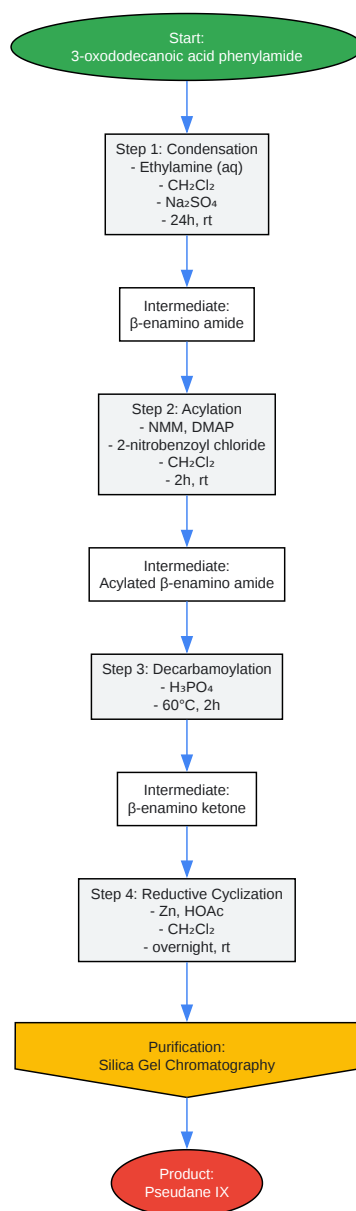 Start:
3-oxododecanoic acid phenylamide
Step 1: Condensation
- Ethylamine (aq)
- CH₂Cl₂
- Na₂SO₄
- 24h, rt
Intermediate:
β-enamino amide
Step 2: Acylation
- NMM, DMAP
- 2-nitrobenzoyl chloride
- CH₂Cl₂
- 2h, rt
Intermediate:
Acylated β-enamino amide
Step 3: Decarbamoylation
- H₃PO₄
- 60°C, 2h
Intermediate:
β-enamino ketone
Step 4: Reductive Cyclization
- Zn, HOAc
- CH₂Cl₂
- overnight, rt
Purification:
Silica Gel Chromatography
Product:
Pseudane IX